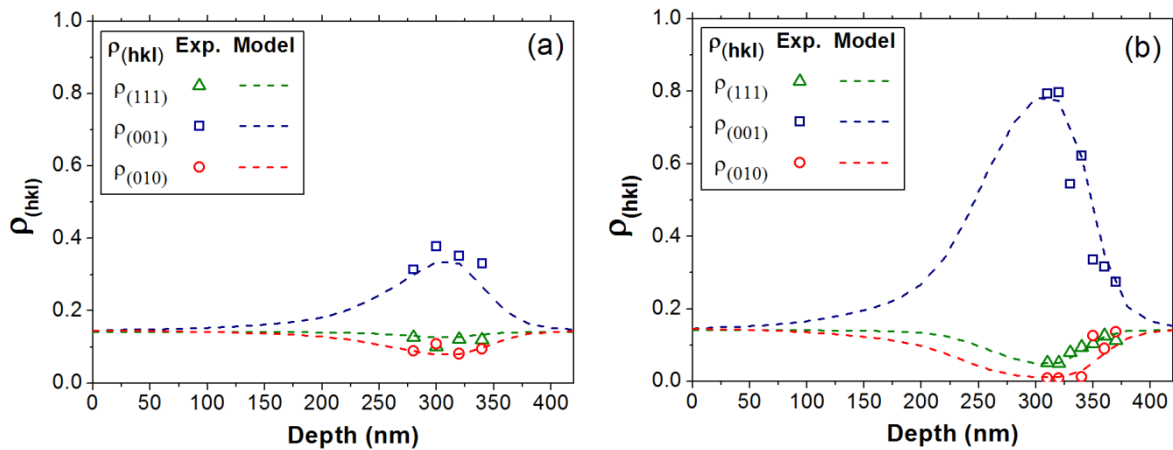 (a)
ρ(hkl) Exp. Model
ρ(111)
ρ(001)
ρ(010)
1.0
0.8
0.6
0.4
0.2
0.0
ρ(hkl)
0 50 100 150 200 250 300 350 400
Depth (nm)
(b)
ρ(hkl) Exp. Model
ρ(111)
ρ(001)
ρ(010)
1.0
0.8
0.6
0.4
0.2
0.0
ρ(hkl)
0 50 100 150 200 250 300 350 400
Depth (nm)